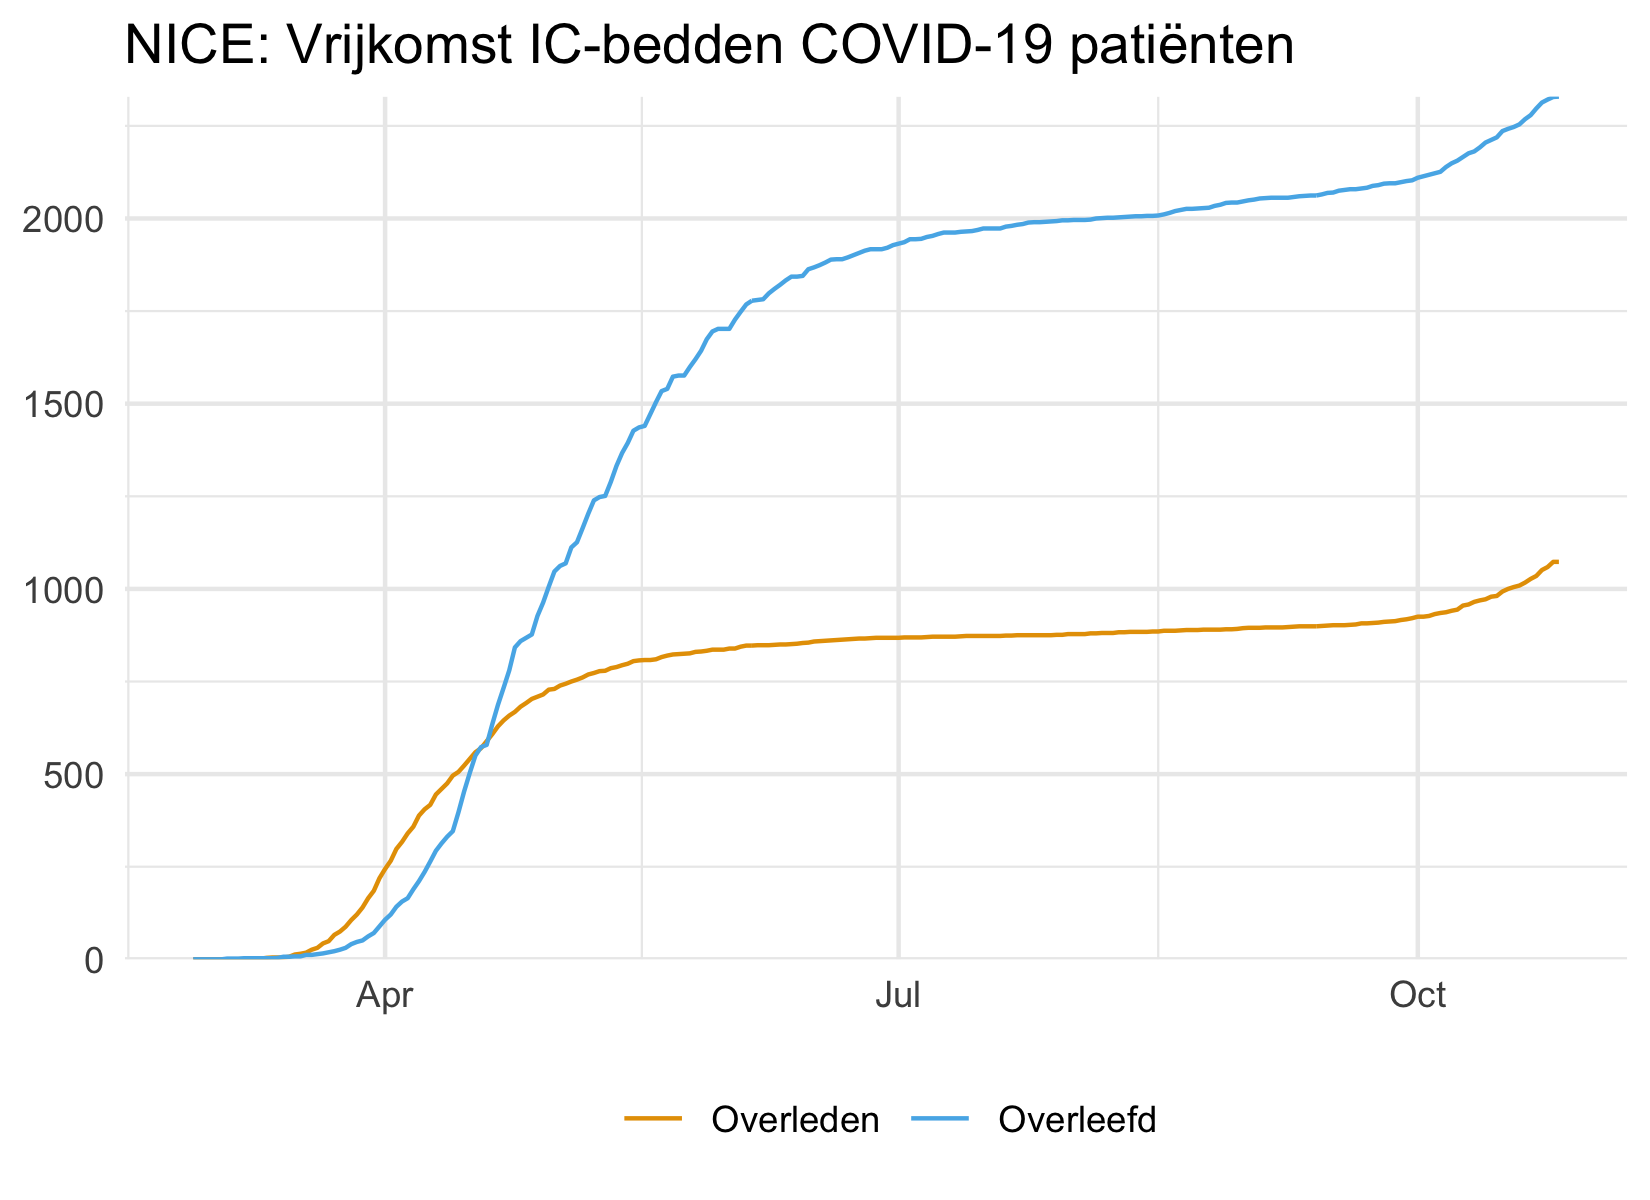 NICE: Vrijkomst IC-bedden COVID-19 patiënten
2000
1500
1000
500
0
Apr Jul Oct
Overleden Overleefd